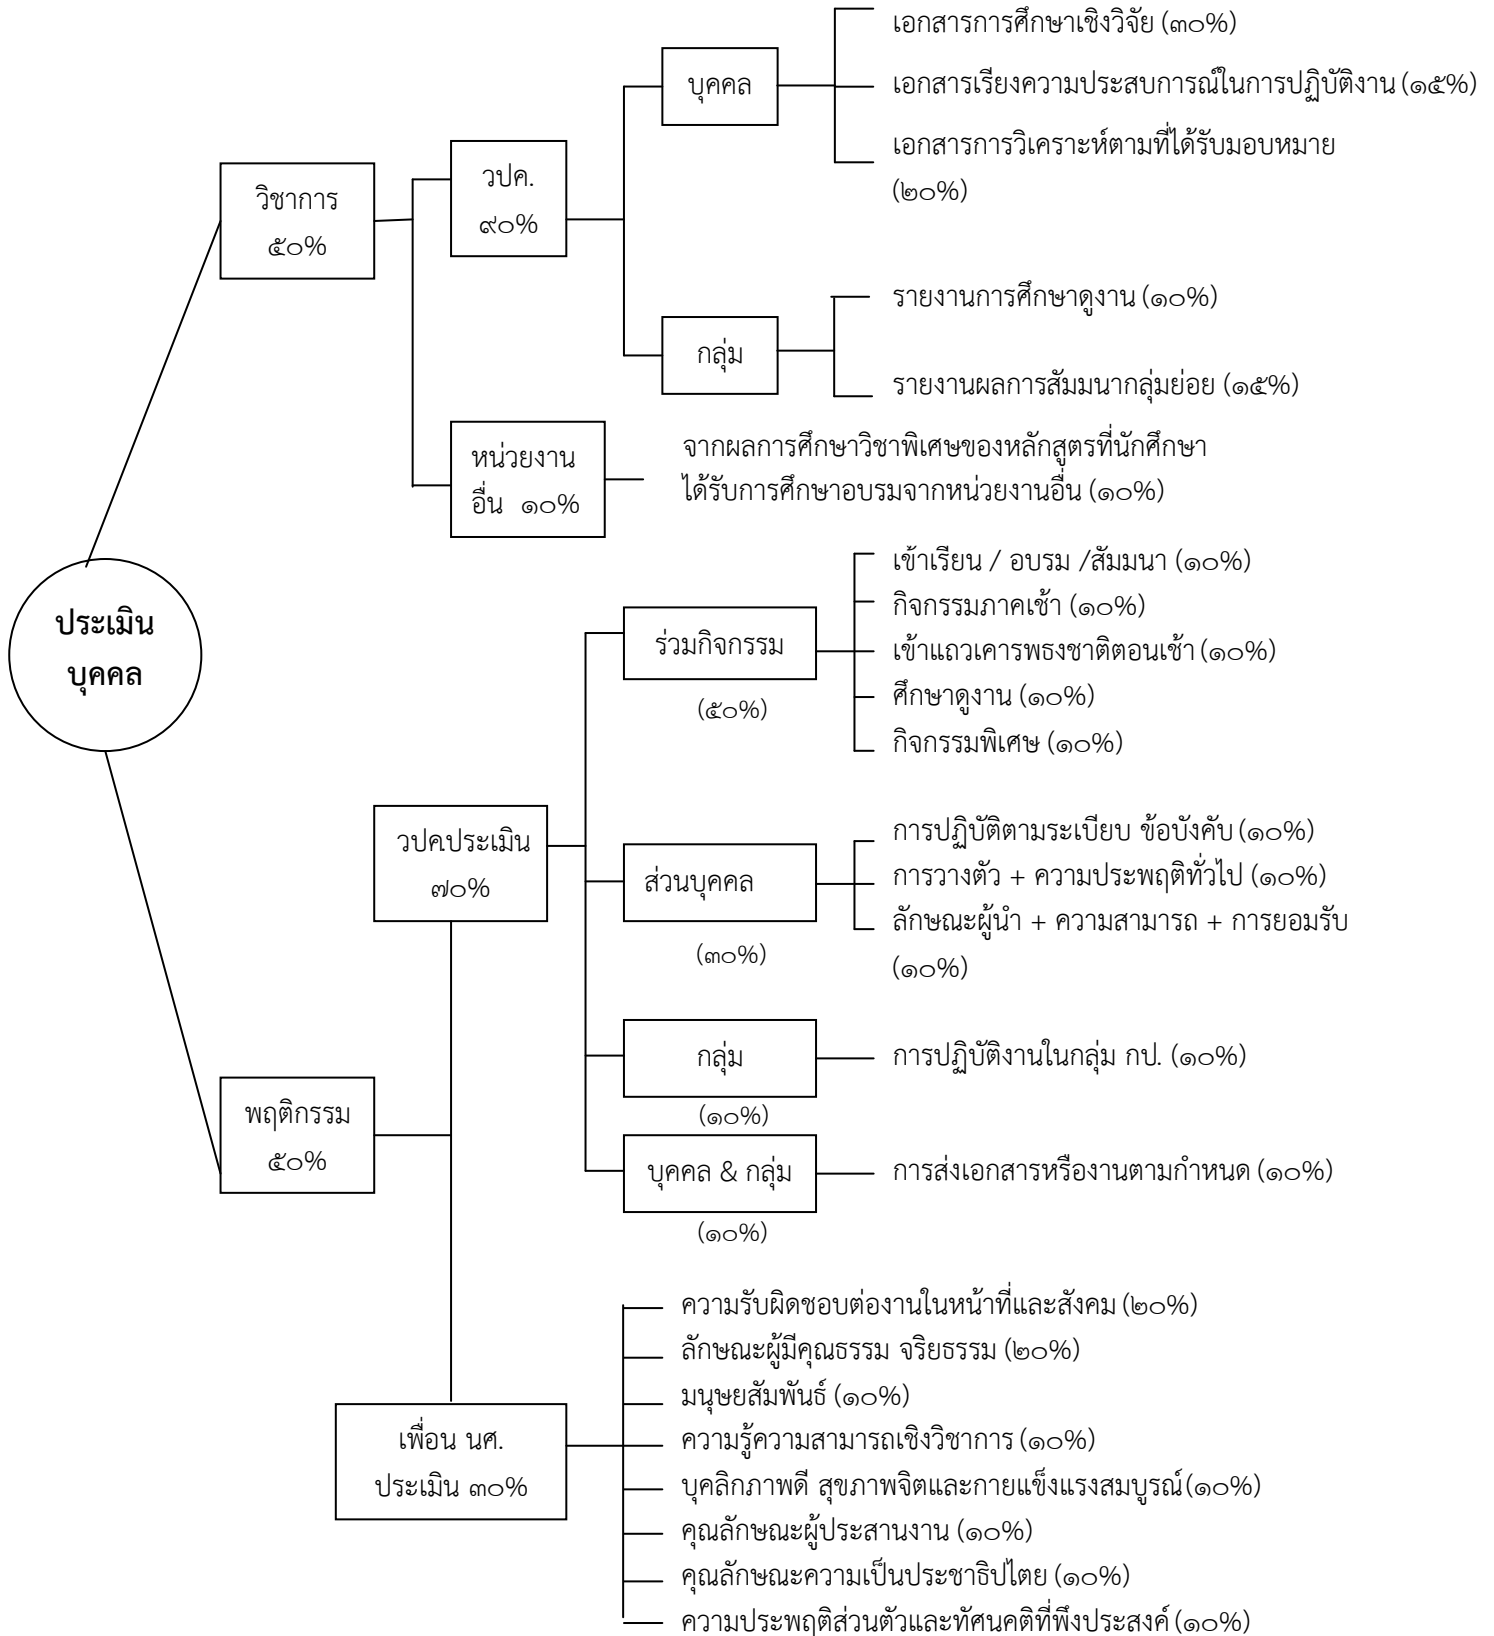 ประเมิน
บุคคล
วิชาการ
๕๐%
วปค.
๙๐%
บุคคล
เอกสารการศึกษาเชิงวิจัย (๓๐%)
เอกสารเรียงความประสบการณ์ในการปฏิบัติงาน (๑๕%)
เอกสารการวิเคราะห์ตามที่ได้รับมอบหมาย
(๒๐%)
กลุ่ม
รายงานการศึกษาดูงาน (๑๐%)
รายงานผลการสัมมนากลุ่มย่อย (๑๕%)
หน่วยงาน
อื่น ๑๐%
จากผลการศึกษาวิชาพิเศษของหลักสูตรที่นักศึกษา
ได้รับการศึกษาอบรมจากหน่วยงานอื่น (๑๐%)
พฤติกรรม
๕๐%
วปค.ประเมิน
๗๐%
ร่วมกิจกรรม
(๕๐%)
เข้าเรียน / อบรม /สัมมนา (๑๐%)
กิจกรรมภาคเช้า (๑๐%)
เข้าแถวเคารพธงชาติตอนเช้า (๑๐%)
ศึกษาดูงาน (๑๐%)
กิจกรรมพิเศษ (๑๐%)
ส่วนบุคคล
(๓๐%)
การปฏิบัติตามระเบียบ ข้อบังคับ (๑๐%)
การวางตัว + ความประพฤติทั่วไป (๑๐%)
ลักษณะผู้นำ + ความสามารถ + การยอมรับ
(๑๐%)
กลุ่ม
(๑๐%)
การปฏิบัติงานในกลุ่ม กป. (๑๐%)
บุคคล & กลุ่ม
(๑๐%)
การส่งเอกสารหรืองานตามกำหนด (๑๐%)
เพื่อน นศ.
ประเมิน ๓๐%
ความรับผิดชอบต่องานในหน้าที่และสังคม (๒๐%)
ลักษณะผู้มีคุณธรรม จริยธรรม (๒๐%)
มนุษยสัมพันธ์ (๑๐%)
ความรู้ความสามารถเชิงวิชาการ (๑๐%)
บุคลิกภาพดี สุขภาพจิตและกายแข็งแรงสมบูรณ์ (๑๐%)
คุณลักษณะผู้ประสานงาน (๑๐%)
คุณลักษณะความเป็นประชาธิปไตย (๑๐%)
ความประพฤติส่วนตัวและทัศนคติที่พึงประสงค์ (๑๐%)